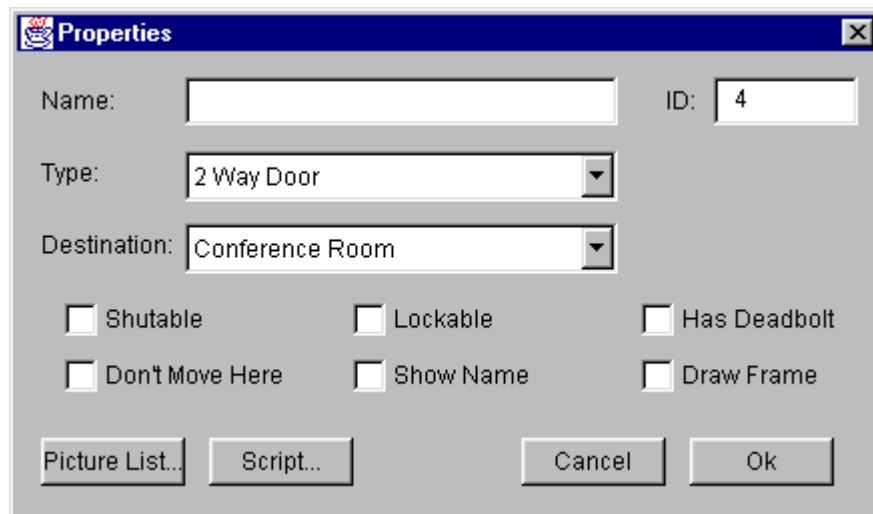 Properties
Name: ID: 4
Type: 2 Way Door
Destination: Conference Room
Shutable Lockable Has Deadbolt
Don't Move Here Show Name Draw Frame
Picture List... Script... Cancel Ok